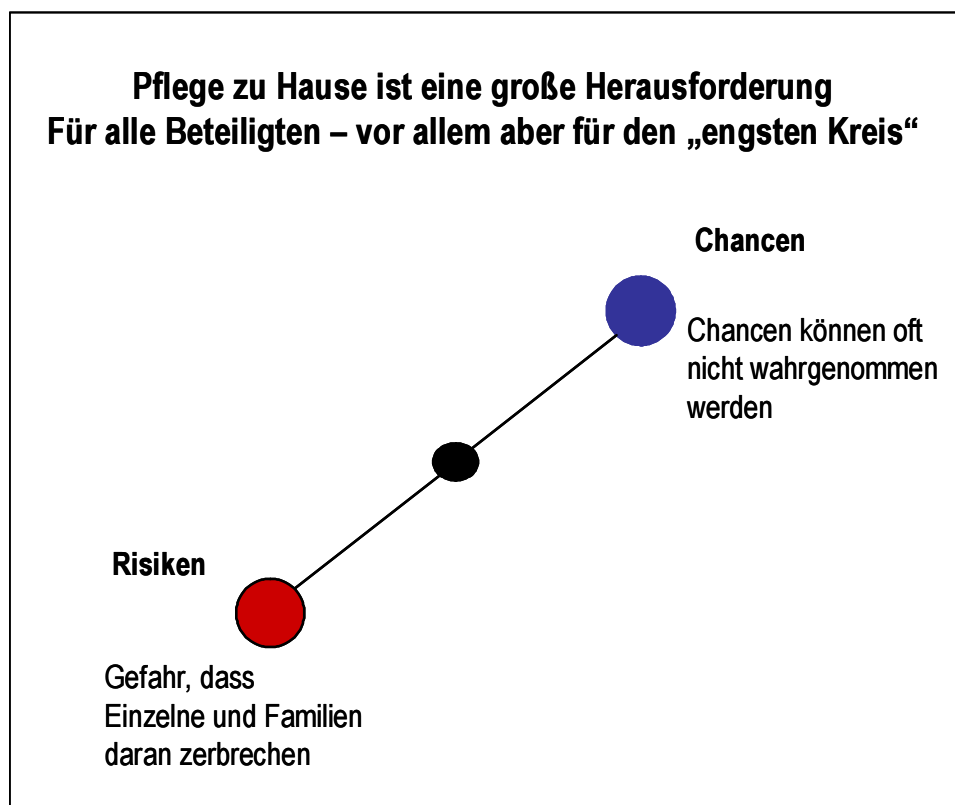 Pflege zu Hause ist eine große Herausforderung
Für alle Beteiligten – vor allem aber für den „engsten Kreis“
Chancen
Chancen können oft
nicht wahrgenommen
werden
Risiken
Gefahr, dass
Einzelne und Familien
daran zerbrechen